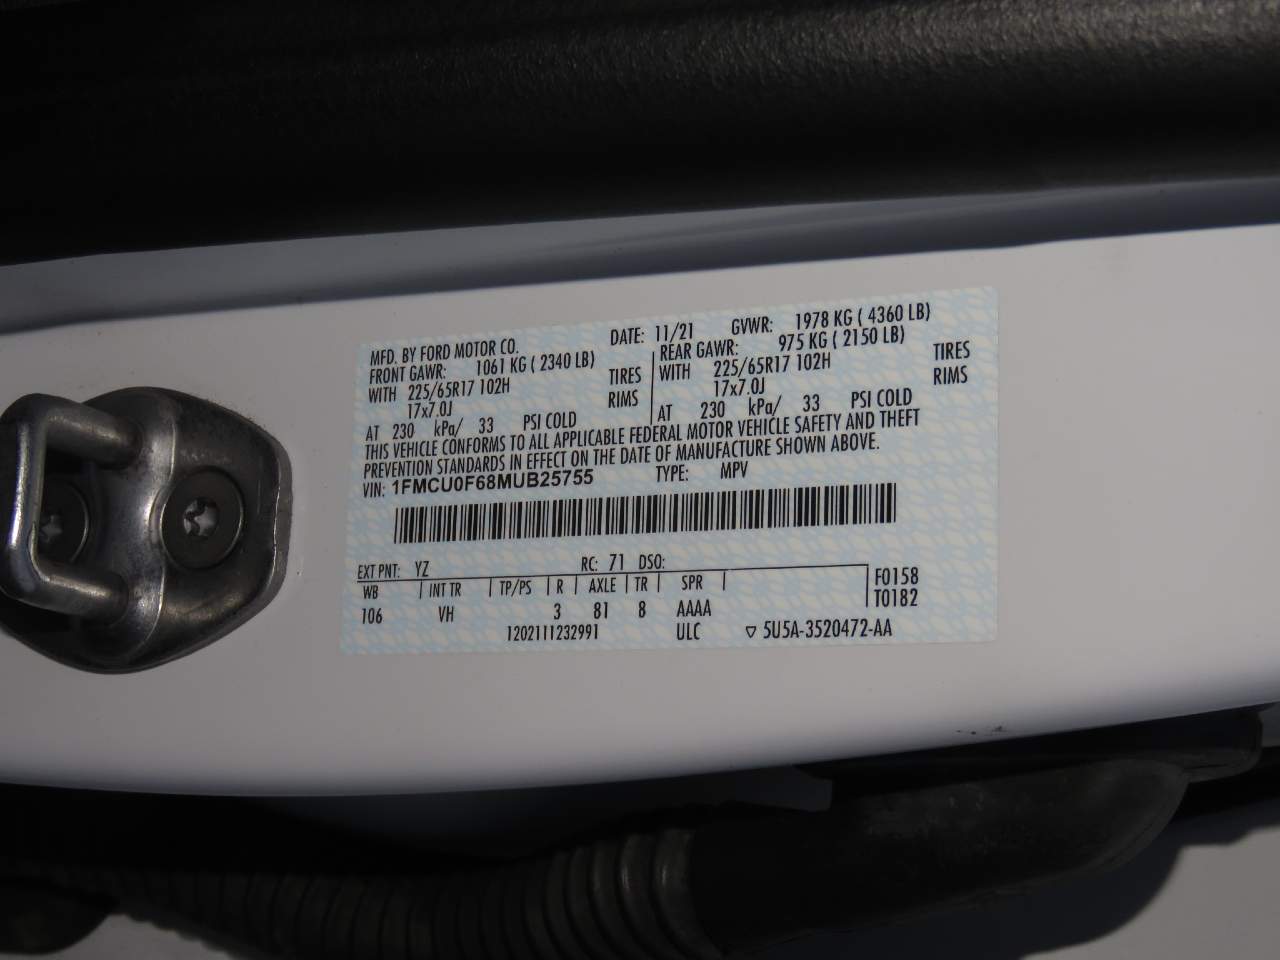 MFD. BY FORD MOTOR CO. DATE: 11/21 GVWR: 1978 KG ( 4360 LB)
FRONT GAWR: 1061 KG ( 2340 LB) REAR GAWR: 975 KG ( 2150 LB)
WITH 225/65R17 102H TIRES WITH 225/65R17 102H TIRES
17x7.0J RIMS 17x7.0J RIMS
AT 230 kPa/ 33 PSI COLD AT 230 kPa/ 33 PSI COLD
THIS VEHICLE CONFORMS TO ALL APPLICABLE FEDERAL MOTOR VEHICLE SAFETY AND THEFT
PREVENTION STANDARDS IN EFFECT ON THE DATE OF MANUFACTURE SHOWN ABOVE.
VIN: 1FMCU0F68MUB25755 TYPE: MPV
EXT PNT: YZ RC: 71 DSO:
WB INT TR TP/PS R AXLE TR SPR F0158
106 VH 3 81 8 AAAA T0182
1202111232991 ULC ▽ 5U5A-3520472-AA